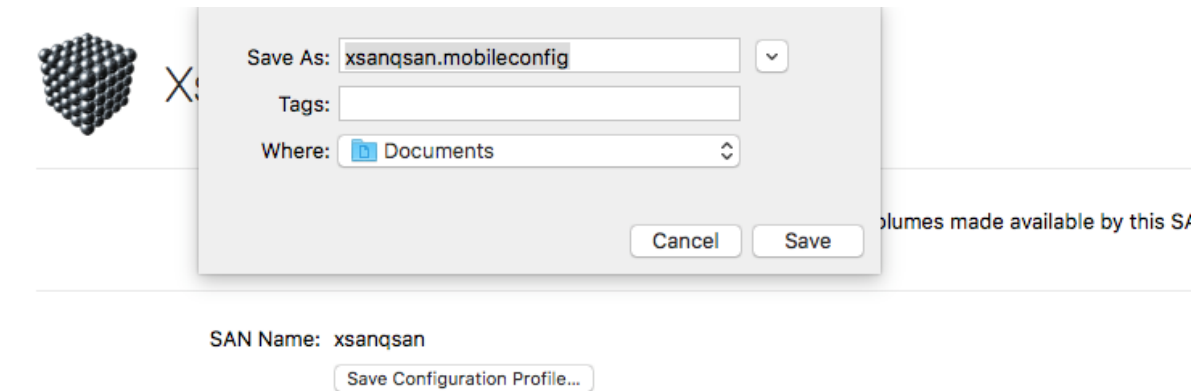 Save As: xsanqsan.mobileconfig
Xs
Tags:
Where: Documents
Cancel Save
olumes made available by this SA
SAN Name: xsanqsan
Save Configuration Profile...